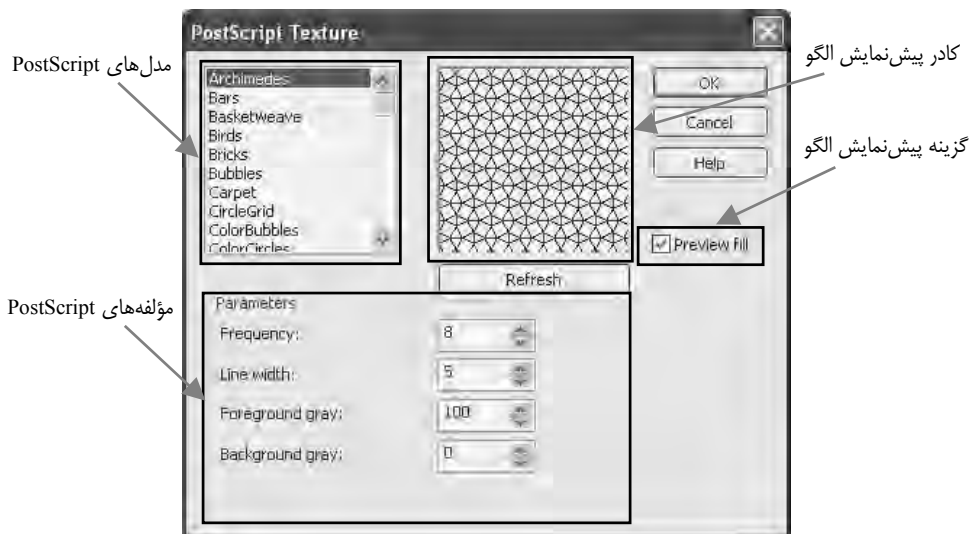 PostScript Texture
مدل‌های PostScript
کادر پیش‌نمایش الگو
Archimedes
Bars
BasketWeave
Birds
Bricks
Bubbles
Carpet
CircleGrid
ColorBubbles
ColorCircles
OK
Cancel
Help
گزینه پیش‌نمایش الگو
Preview fill
Refresh
مؤلفه‌های PostScript
Parameters
Frequency: 8
Line width: 5
Foreground gray: 100
Background gray: 0